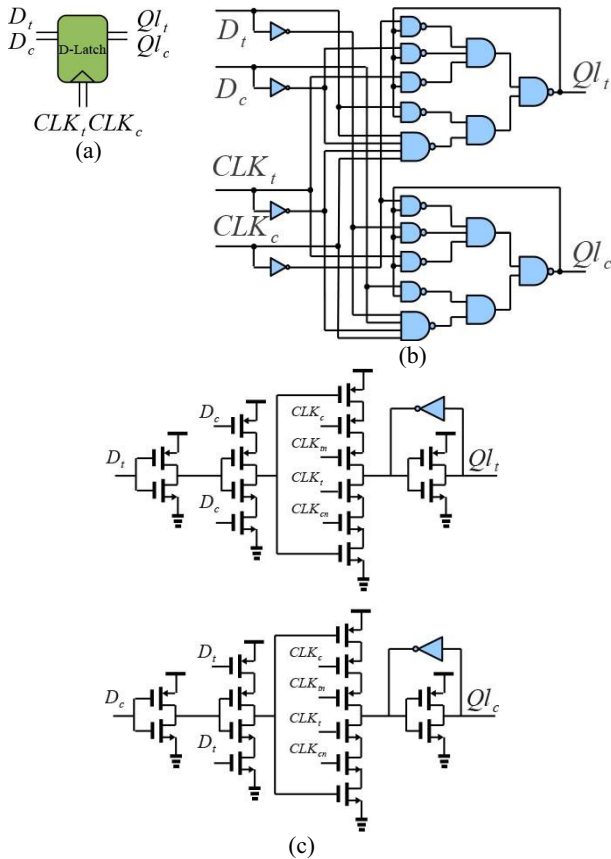 D_t
D_c
D-Latch
Ql_t
Ql_c
CLK_t CLK_c
(a)
D_t
D_c
CLK_t
CLK_c
Ql_t
Ql_c
(b)
D_t
D_c
D_c
CLK_c
CLK_tn
CLK_t
CLK_cn
Ql_t
D_c
D_t
D_t
CLK_c
CLK_tn
CLK_t
CLK_cn
Ql_c
(c)